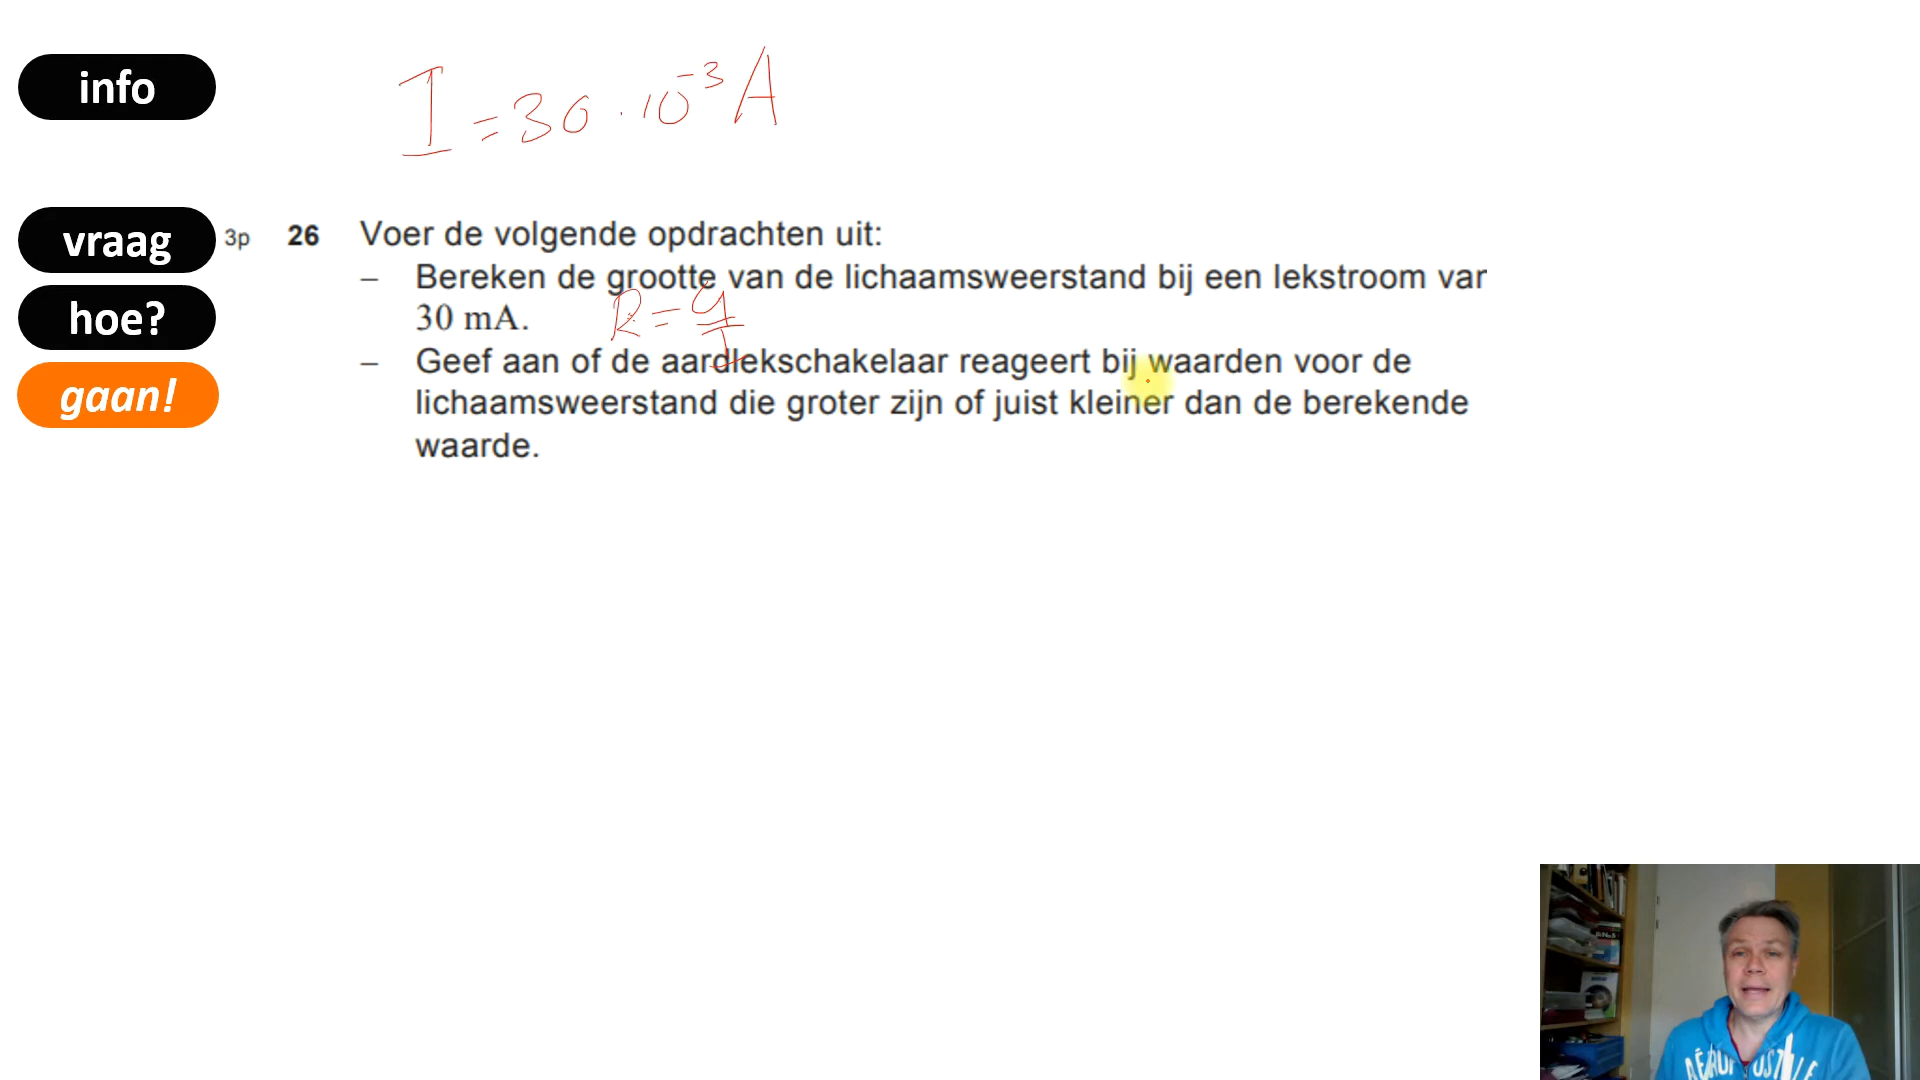 info
I = 30 · 10⁻³ A
vraag
3p 26 Voer de volgende opdrachten uit:
– Bereken de grootte van de lichaamsweerstand bij een lekstroom var
hoe?
30 mA.
R = U/I
– Geef aan of de aardlekschakelaar reageert bij waarden voor de
gaan!
lichaamsweerstand die groter zijn of juist kleiner dan de berekende
waarde.